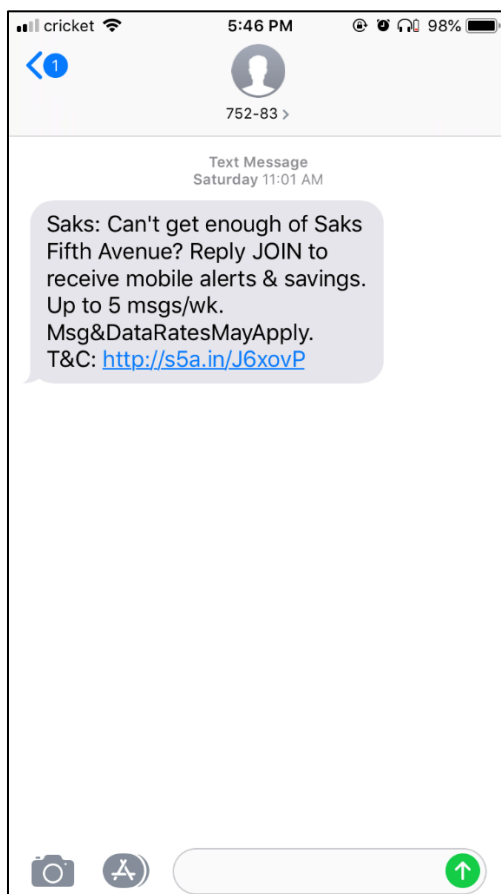 cricket 5:46 PM 98%
1
752-83 >
Text Message
Saturday 11:01 AM
Saks: Can't get enough of Saks
Fifth Avenue? Reply JOIN to
receive mobile alerts & savings.
Up to 5 msgs/wk.
Msg&DataRatesMayApply.
T&C: http://s5a.in/J6xovP